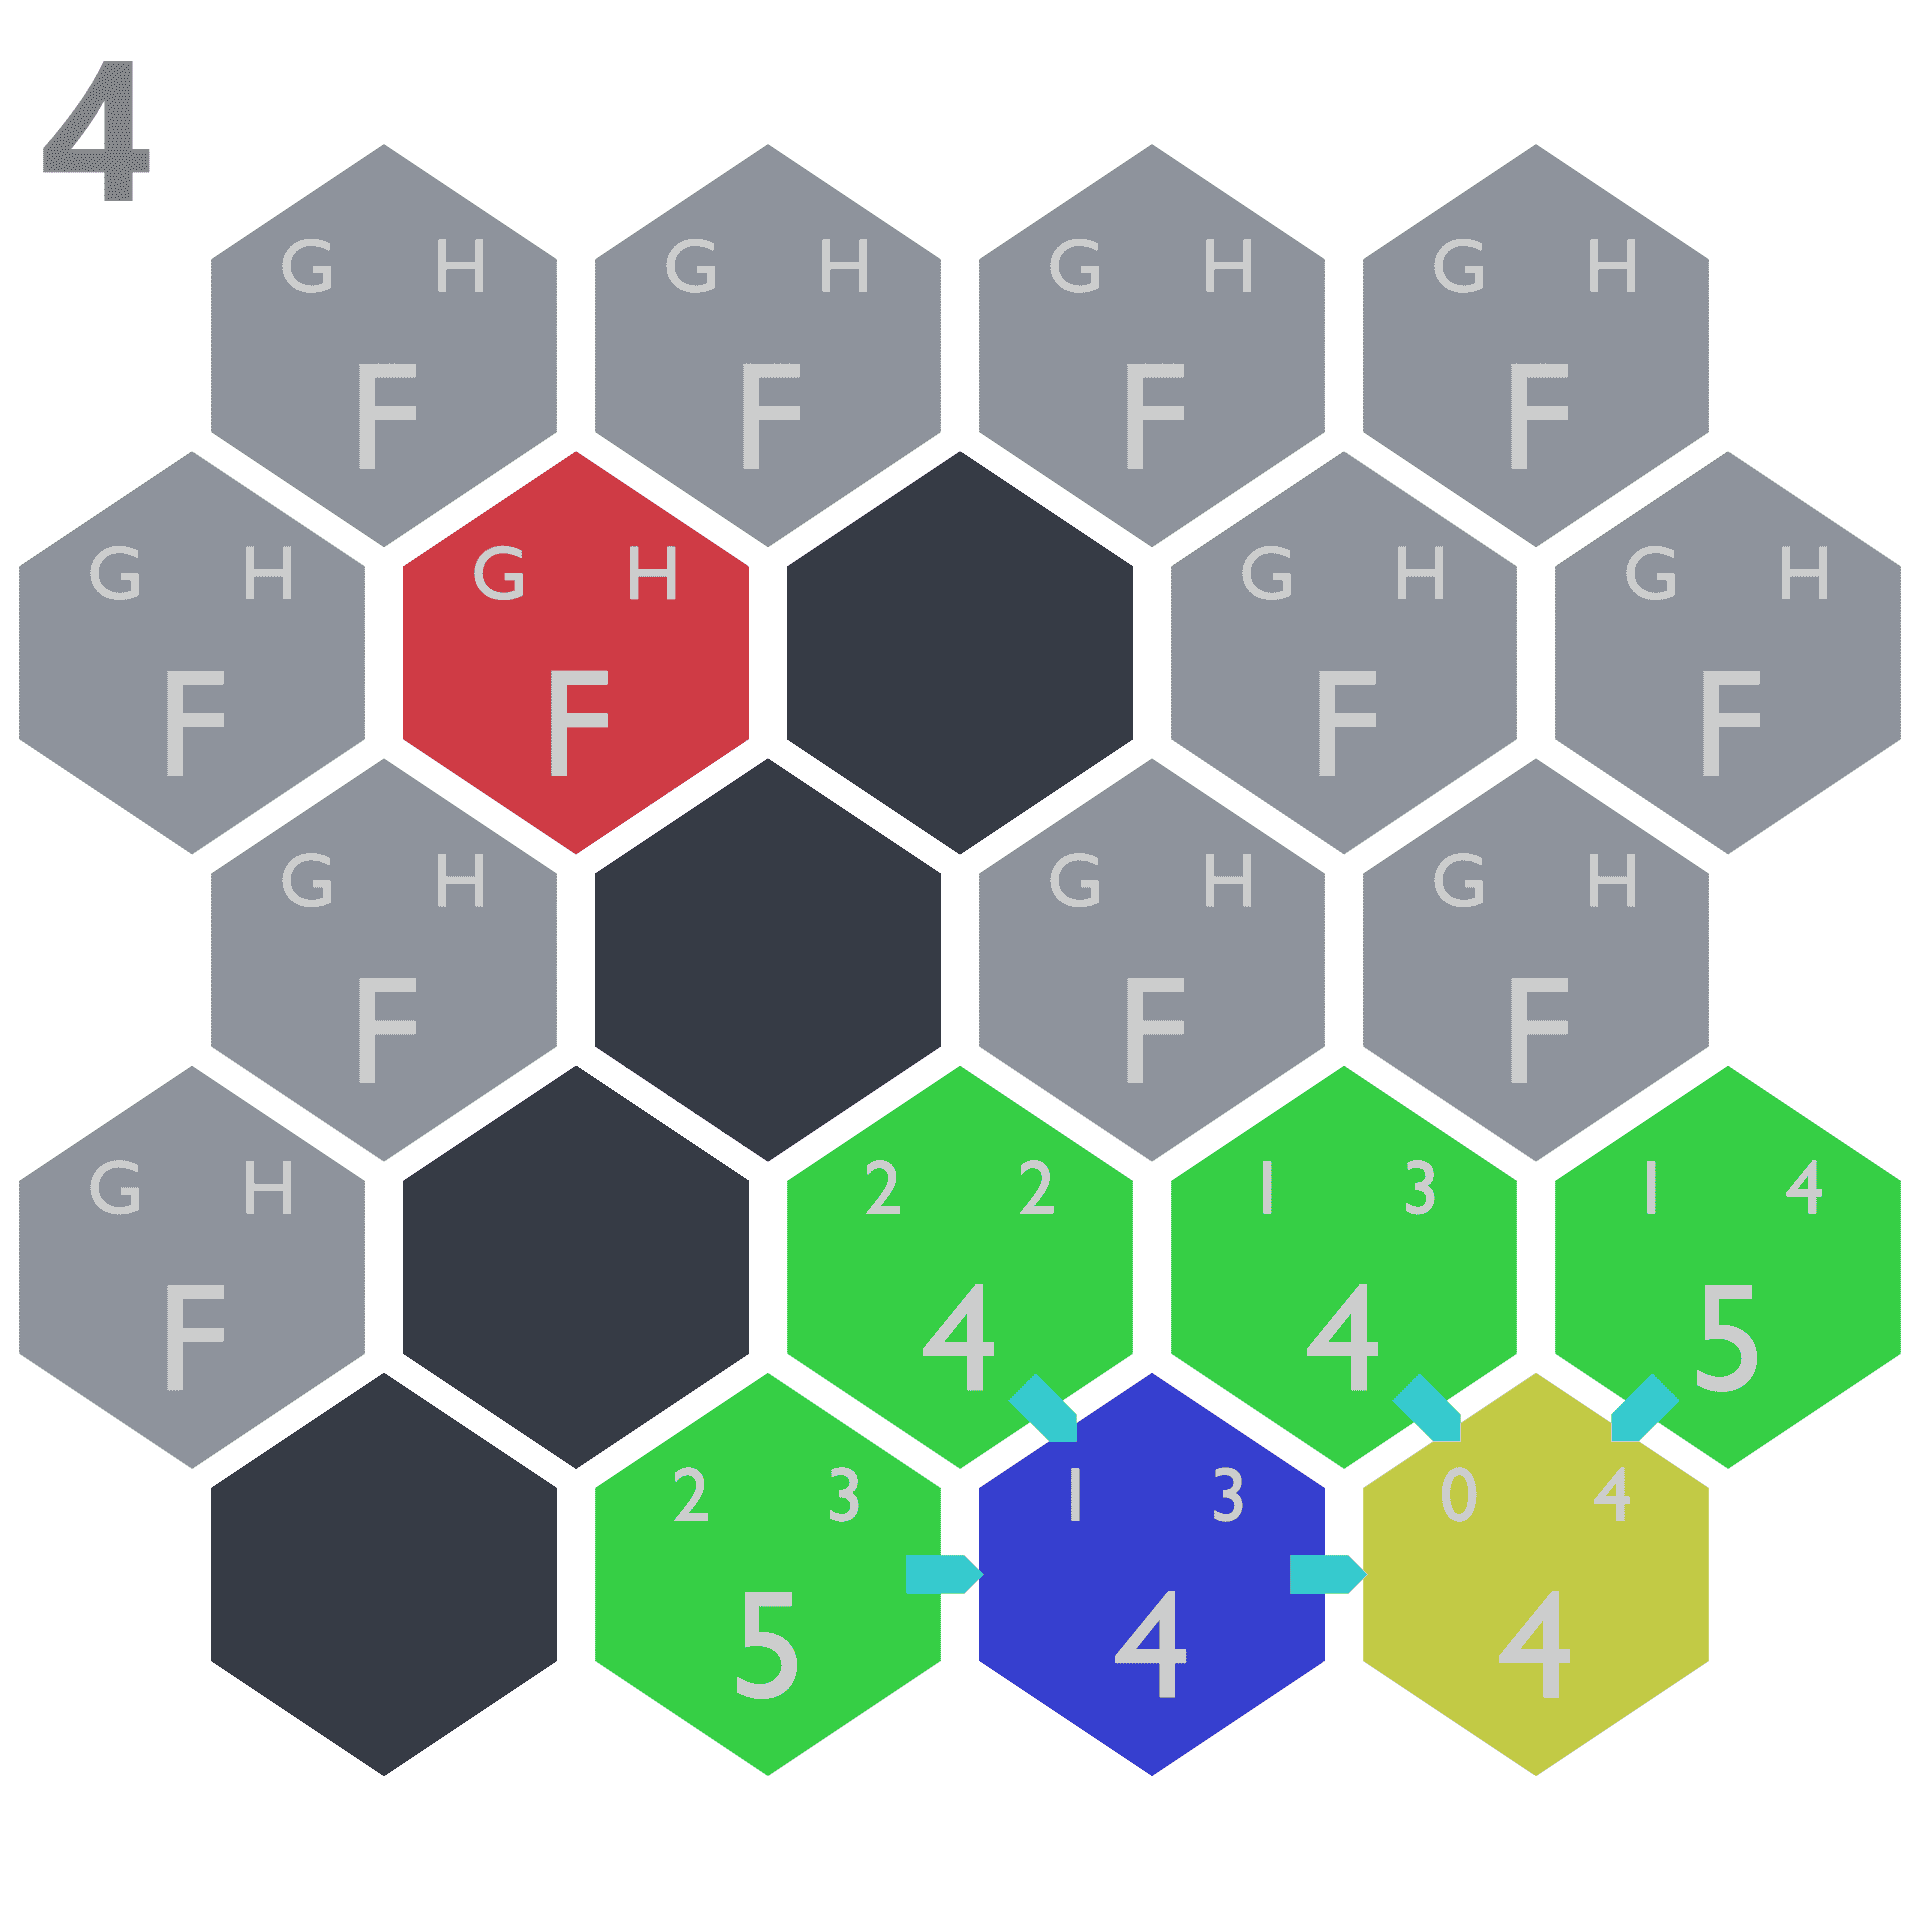 4
G H G H G H G H
F F F F
G H G H G H G H
F F F F
G H G H G H
F F F
G H 2 2 1 3 1 4
F 4 4 5
2 3 1 3 0 4
5 4 4